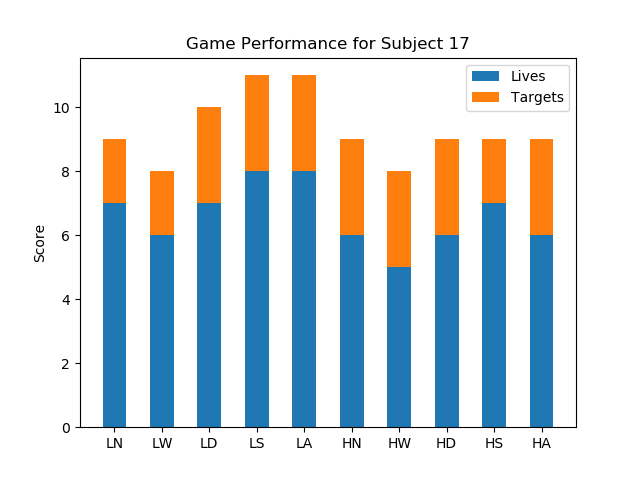 Game Performance for Subject 17
Lives
Targets
Score
10
8
6
4
2
0
LN LW LD LS LA HN HW HD HS HA